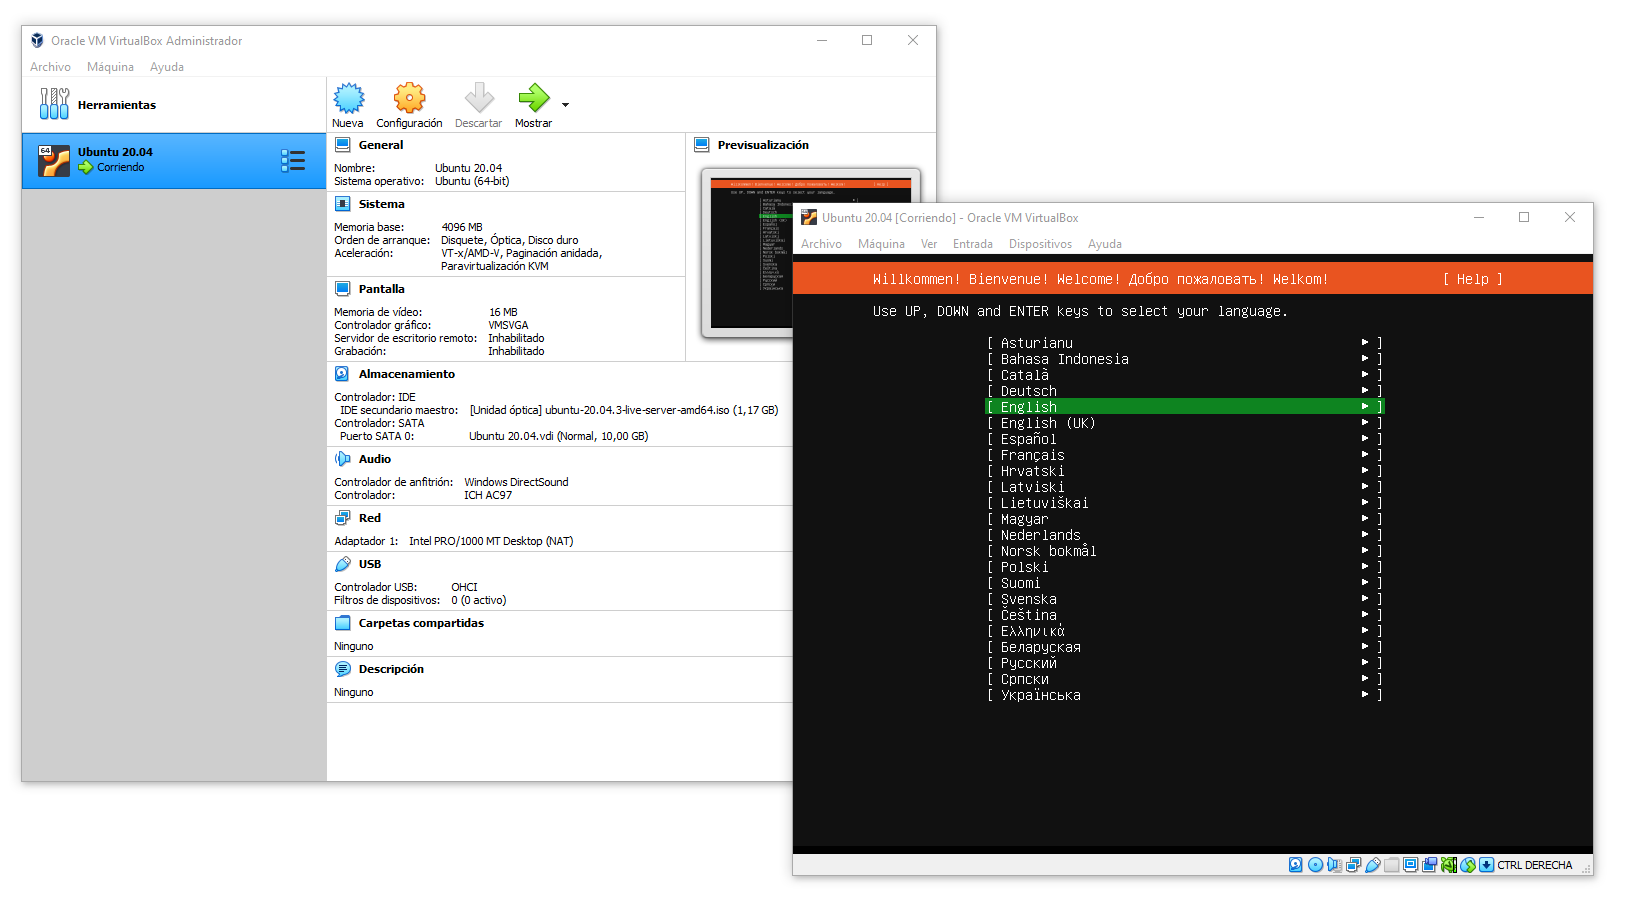 Oracle VM VirtualBox Administrador
Archivo Máquina Ayuda
Herramientas
Nueva Configuración Descartar Mostrar
64
Ubuntu 20.04
Corriendo
General
Nombre: Ubuntu 20.04
Sistema operativo: Ubuntu (64-bit)
Sistema
Memoria base: 4096 MB
Orden de arranque: Disquete, Óptica, Disco duro
Aceleración: VT-x/AMD-V, Paginación anidada,
Paravirtualización KVM
Pantalla
Memoria de vídeo: 16 MB
Controlador gráfico: VMSVGA
Servidor de escritorio remoto: Inhabilitado
Grabación: Inhabilitado
Almacenamiento
Controlador: IDE
IDE secundario maestro: [Unidad óptica] ubuntu-20.04.3-live-server-amd64.iso (1,17 GB)
Controlador: SATA
Puerto SATA 0: Ubuntu 20.04.vdi (Normal, 10,00 GB)
Audio
Controlador de anfitrión: Windows DirectSound
Controlador: ICH AC97
Red
Adaptador 1: Intel PRO/1000 MT Desktop (NAT)
USB
Controlador USB: OHCI
Filtros de dispositivos: 0 (0 activo)
Carpetas compartidas
Ninguno
Descripción
Ninguno
Previsualización
Ubuntu 20.04 [Corriendo] - Oracle VM VirtualBox
Archivo Máquina Ver Entrada Dispositivos Ayuda
Willkommen! Bienvenue! Welcome! Добро пожаловать! Welkom! [ Help ]
Use UP, DOWN and ENTER keys to select your language.
[ Asturianu ► ]
[ Bahasa Indonesia ► ]
[ Català ► ]
[ Deutsch ► ]
[ English ► ]
[ English (UK) ► ]
[ Español ► ]
[ Français ► ]
[ Hrvatski ► ]
[ Latviski ► ]
[ Lietuviškai ► ]
[ Magyar ► ]
[ Nederlands ► ]
[ Norsk bokmål ► ]
[ Polski ► ]
[ Suomi ► ]
[ Svenska ► ]
[ Čeština ► ]
[ Ελληνικά ► ]
[ Беларуская ► ]
[ Русский ► ]
[ Српски ► ]
[ Українська ► ]
CTRL DERECHA